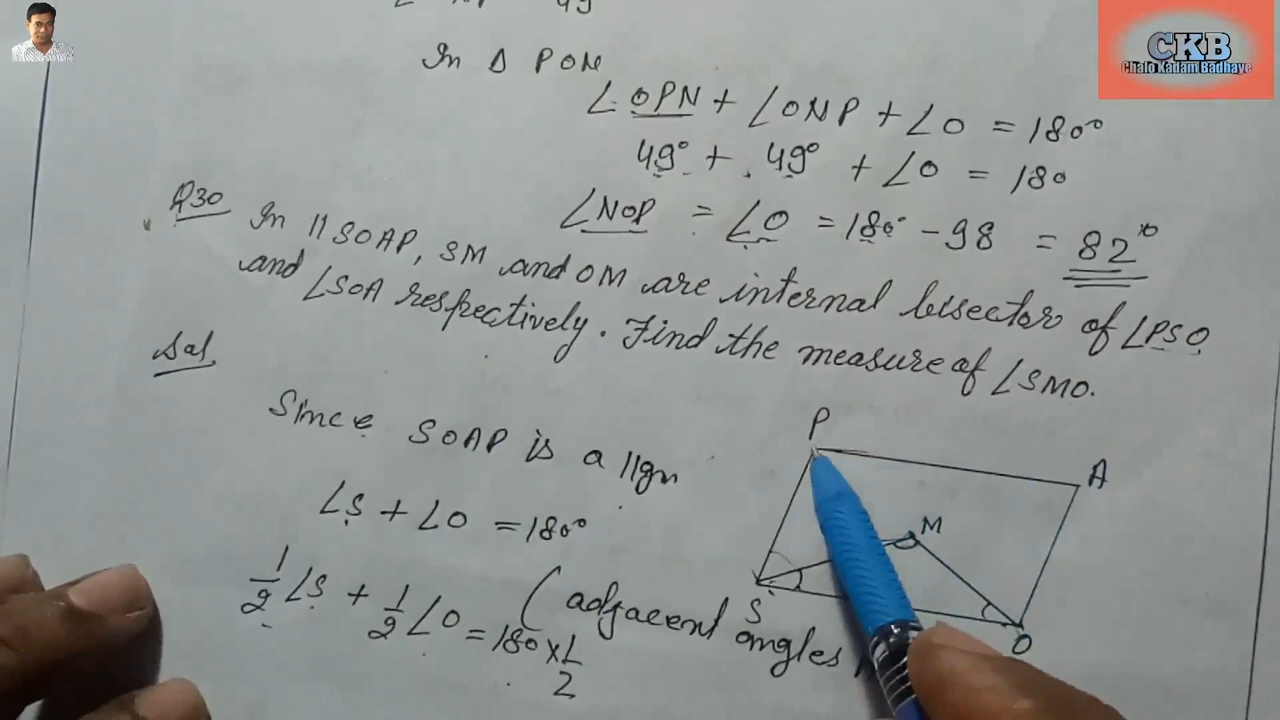 CKB
Chalo Kadam Badhaye
In Δ PON
∠OPN + ∠ONP + ∠O = 180°
49° + 49° + ∠O = 180
∠NOP = ∠O = 180° - 98 = 82°
Q30 In ||SOAP, SM and OM are internal bisector of ∠PSO
and ∠SOA respectively. Find the measure of ∠SMO.
Sol
Since SOAP is a ||gm
∠S + ∠O = 180°
1/2 ∠S + 1/2 ∠O = 180 × 1/2
(adjacent angles
P
A
M
S
O